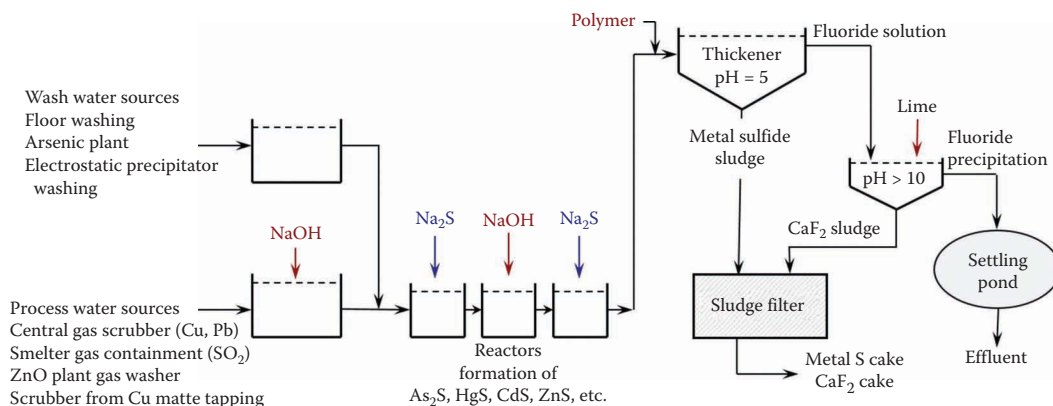 Polymer
Thickener
pH = 5
Fluoride solution
Wash water sources
Floor washing
Arsenic plant
Electrostatic precipitator
washing
Metal sulfide
sludge
Lime
Fluoride
precipitation
pH > 10
NaOH
Na₂S
NaOH
Na₂S
CaF₂ sludge
Settling
pond
Sludge filter
Process water sources
Central gas scrubber (Cu, Pb)
Smelter gas containment (SO₂)
ZnO plant gas washer
Scrubber from Cu matte tapping
Reactors
formation of
As₂S, HgS, CdS, ZnS, etc.
Metal S cake
CaF₂ cake
Effluent